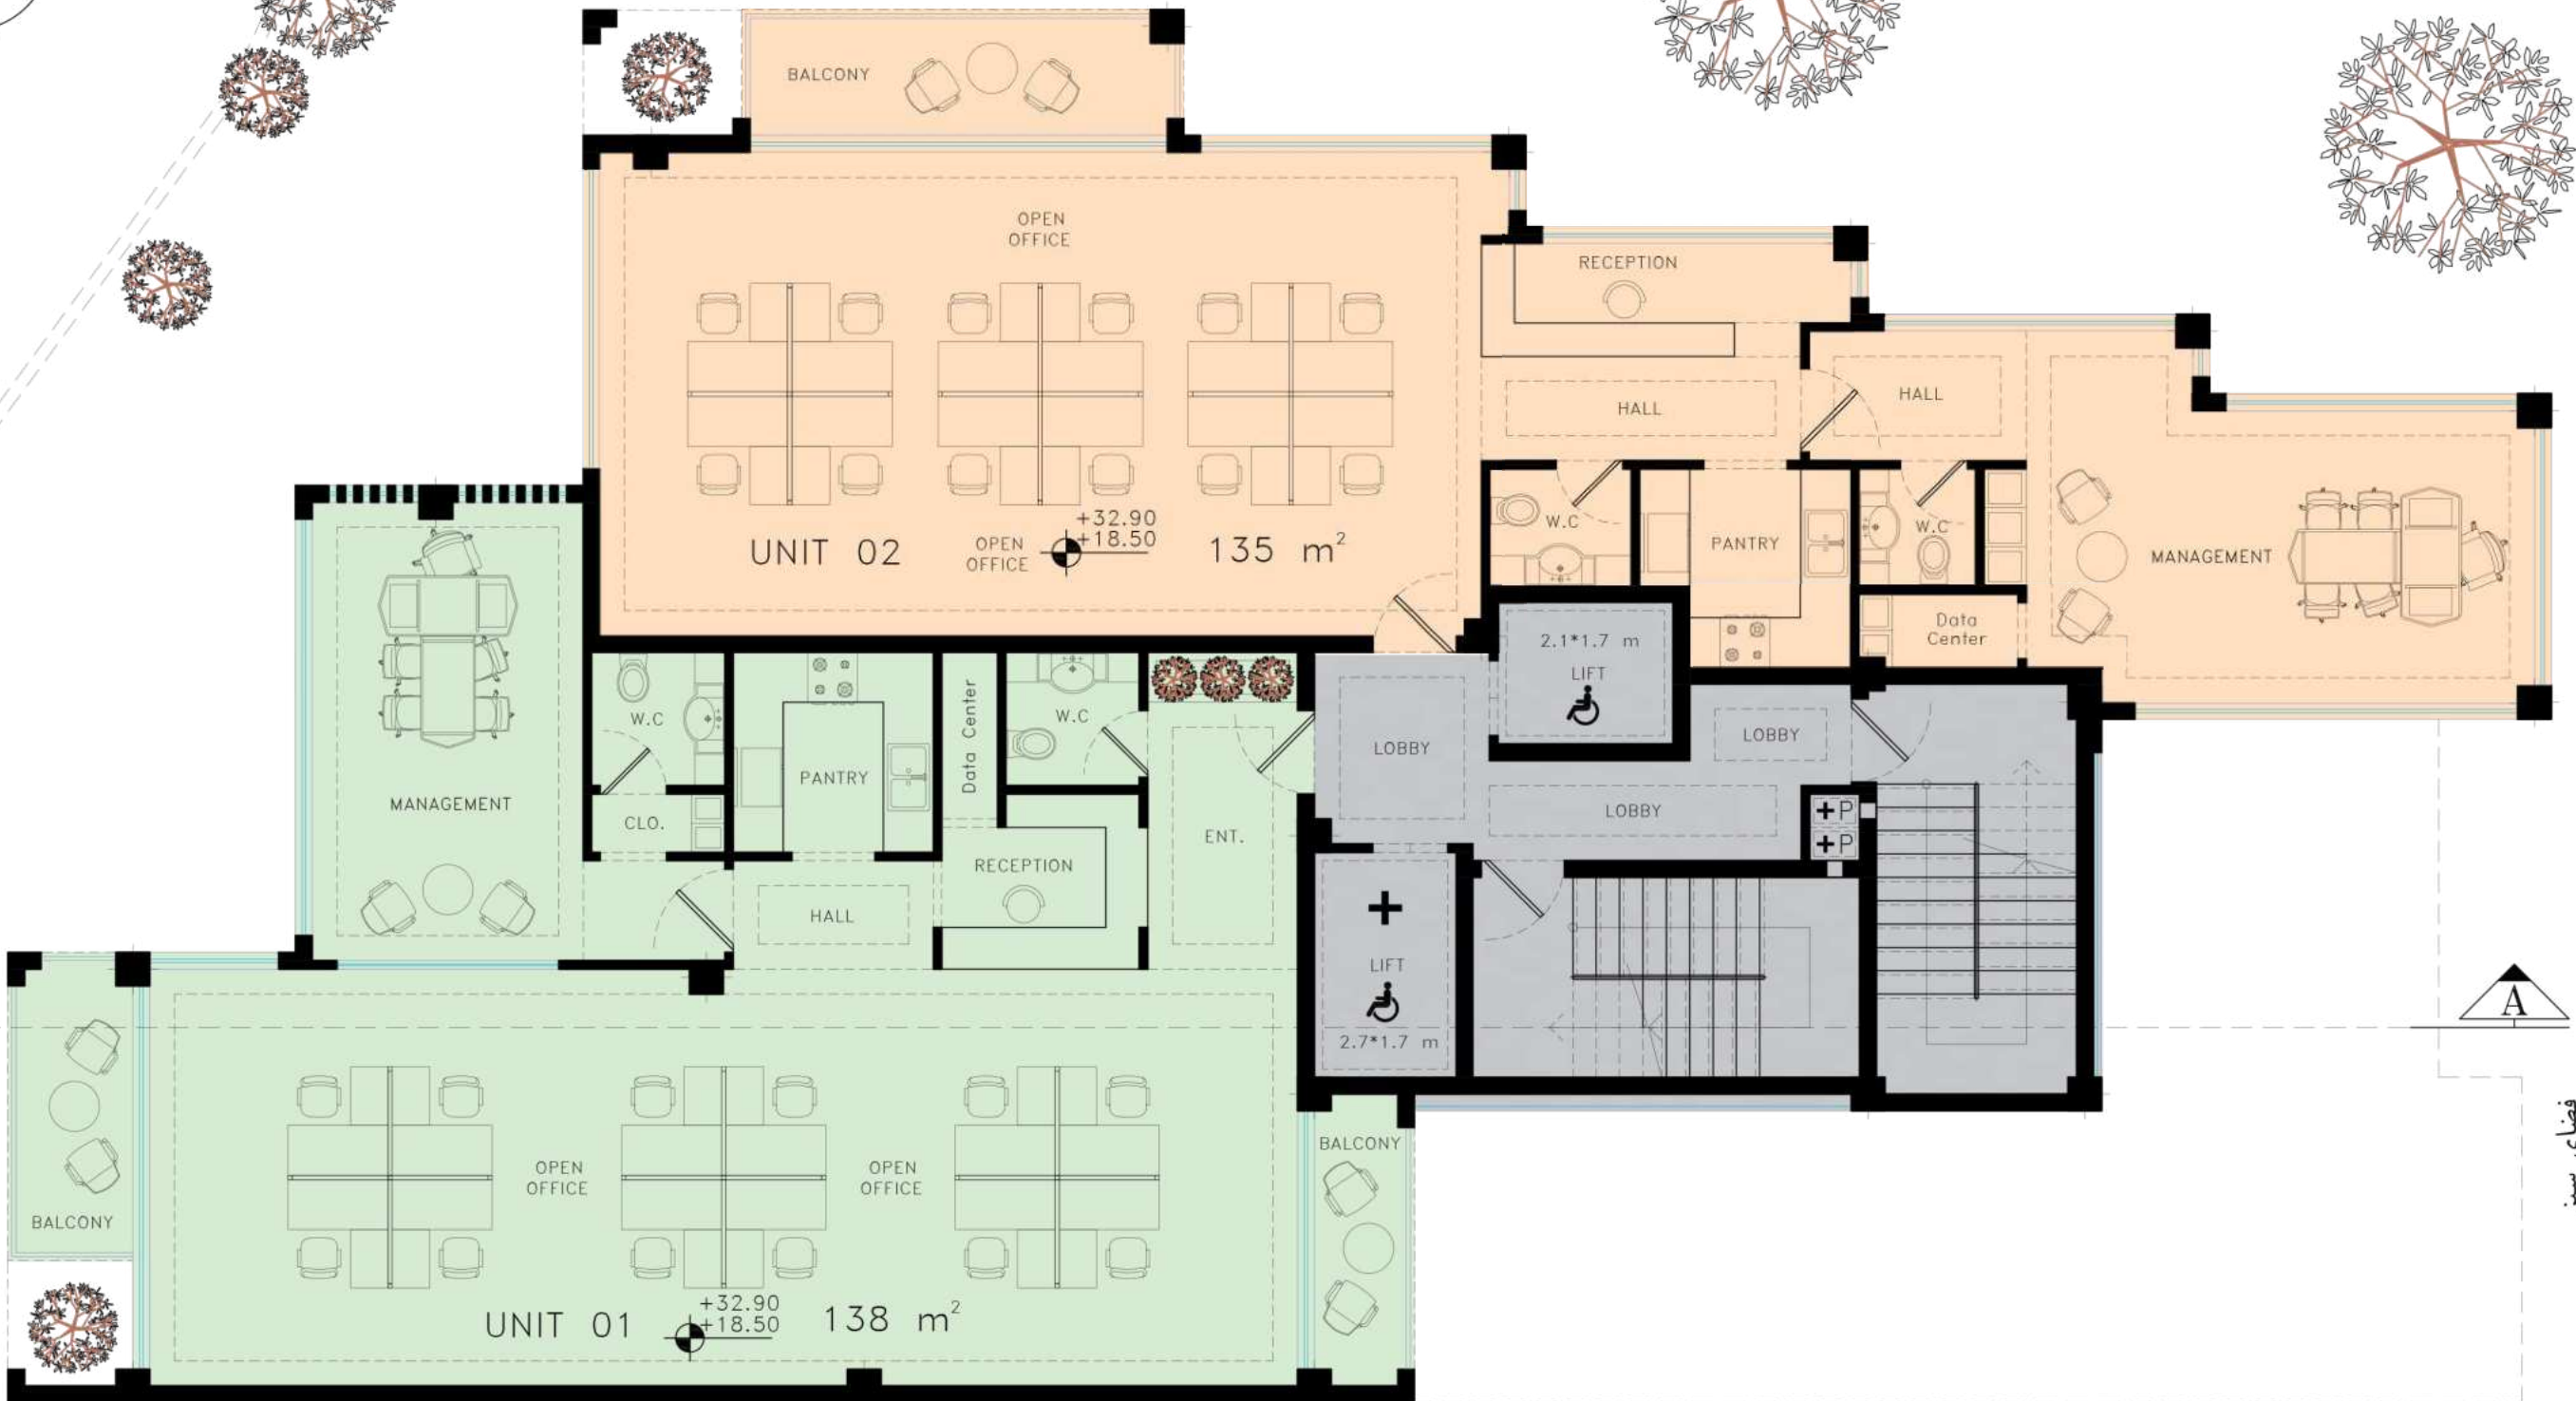 BALCONY
OPEN
OFFICE
RECEPTION
HALL
HALL
W.C
PANTRY
W.C
MANAGEMENT
UNIT 02
OPEN
OFFICE
+32.90
+18.50
135 m²
Data
Center
2.1*1.7 m
LIFT
W.C
PANTRY
Data Center
W.C
LOBBY
LOBBY
LOBBY
MANAGEMENT
CLO.
RECEPTION
ENT.
+P
+P
HALL
LIFT
2.7*1.7 m
A
BALCONY
OPEN
OFFICE
OPEN
OFFICE
BALCONY
UNIT 01
+32.90
+18.50
138 m²
فضای سبز